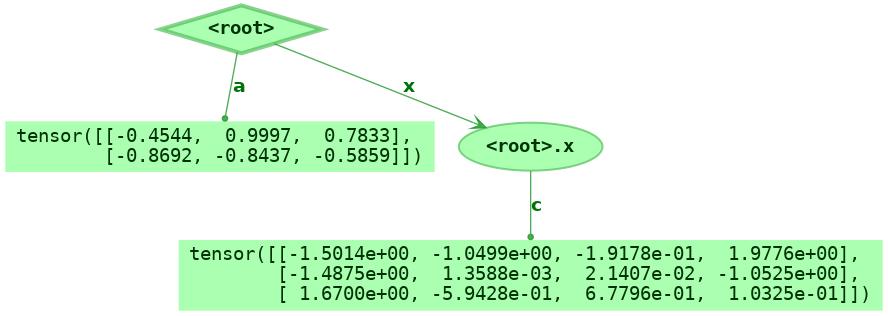 <root>
a
x
tensor([[-0.4544,  0.9997,  0.7833],
        [-0.8692, -0.8437, -0.5859]])
<root>.x
c
tensor([[-1.5014e+00, -1.0499e+00, -1.9178e-01,  1.9776e+00],
        [-1.4875e+00,  1.3588e-03,  2.1407e-02, -1.0525e+00],
        [ 1.6700e+00, -5.9428e-01,  6.7796e-01,  1.0325e-01]])